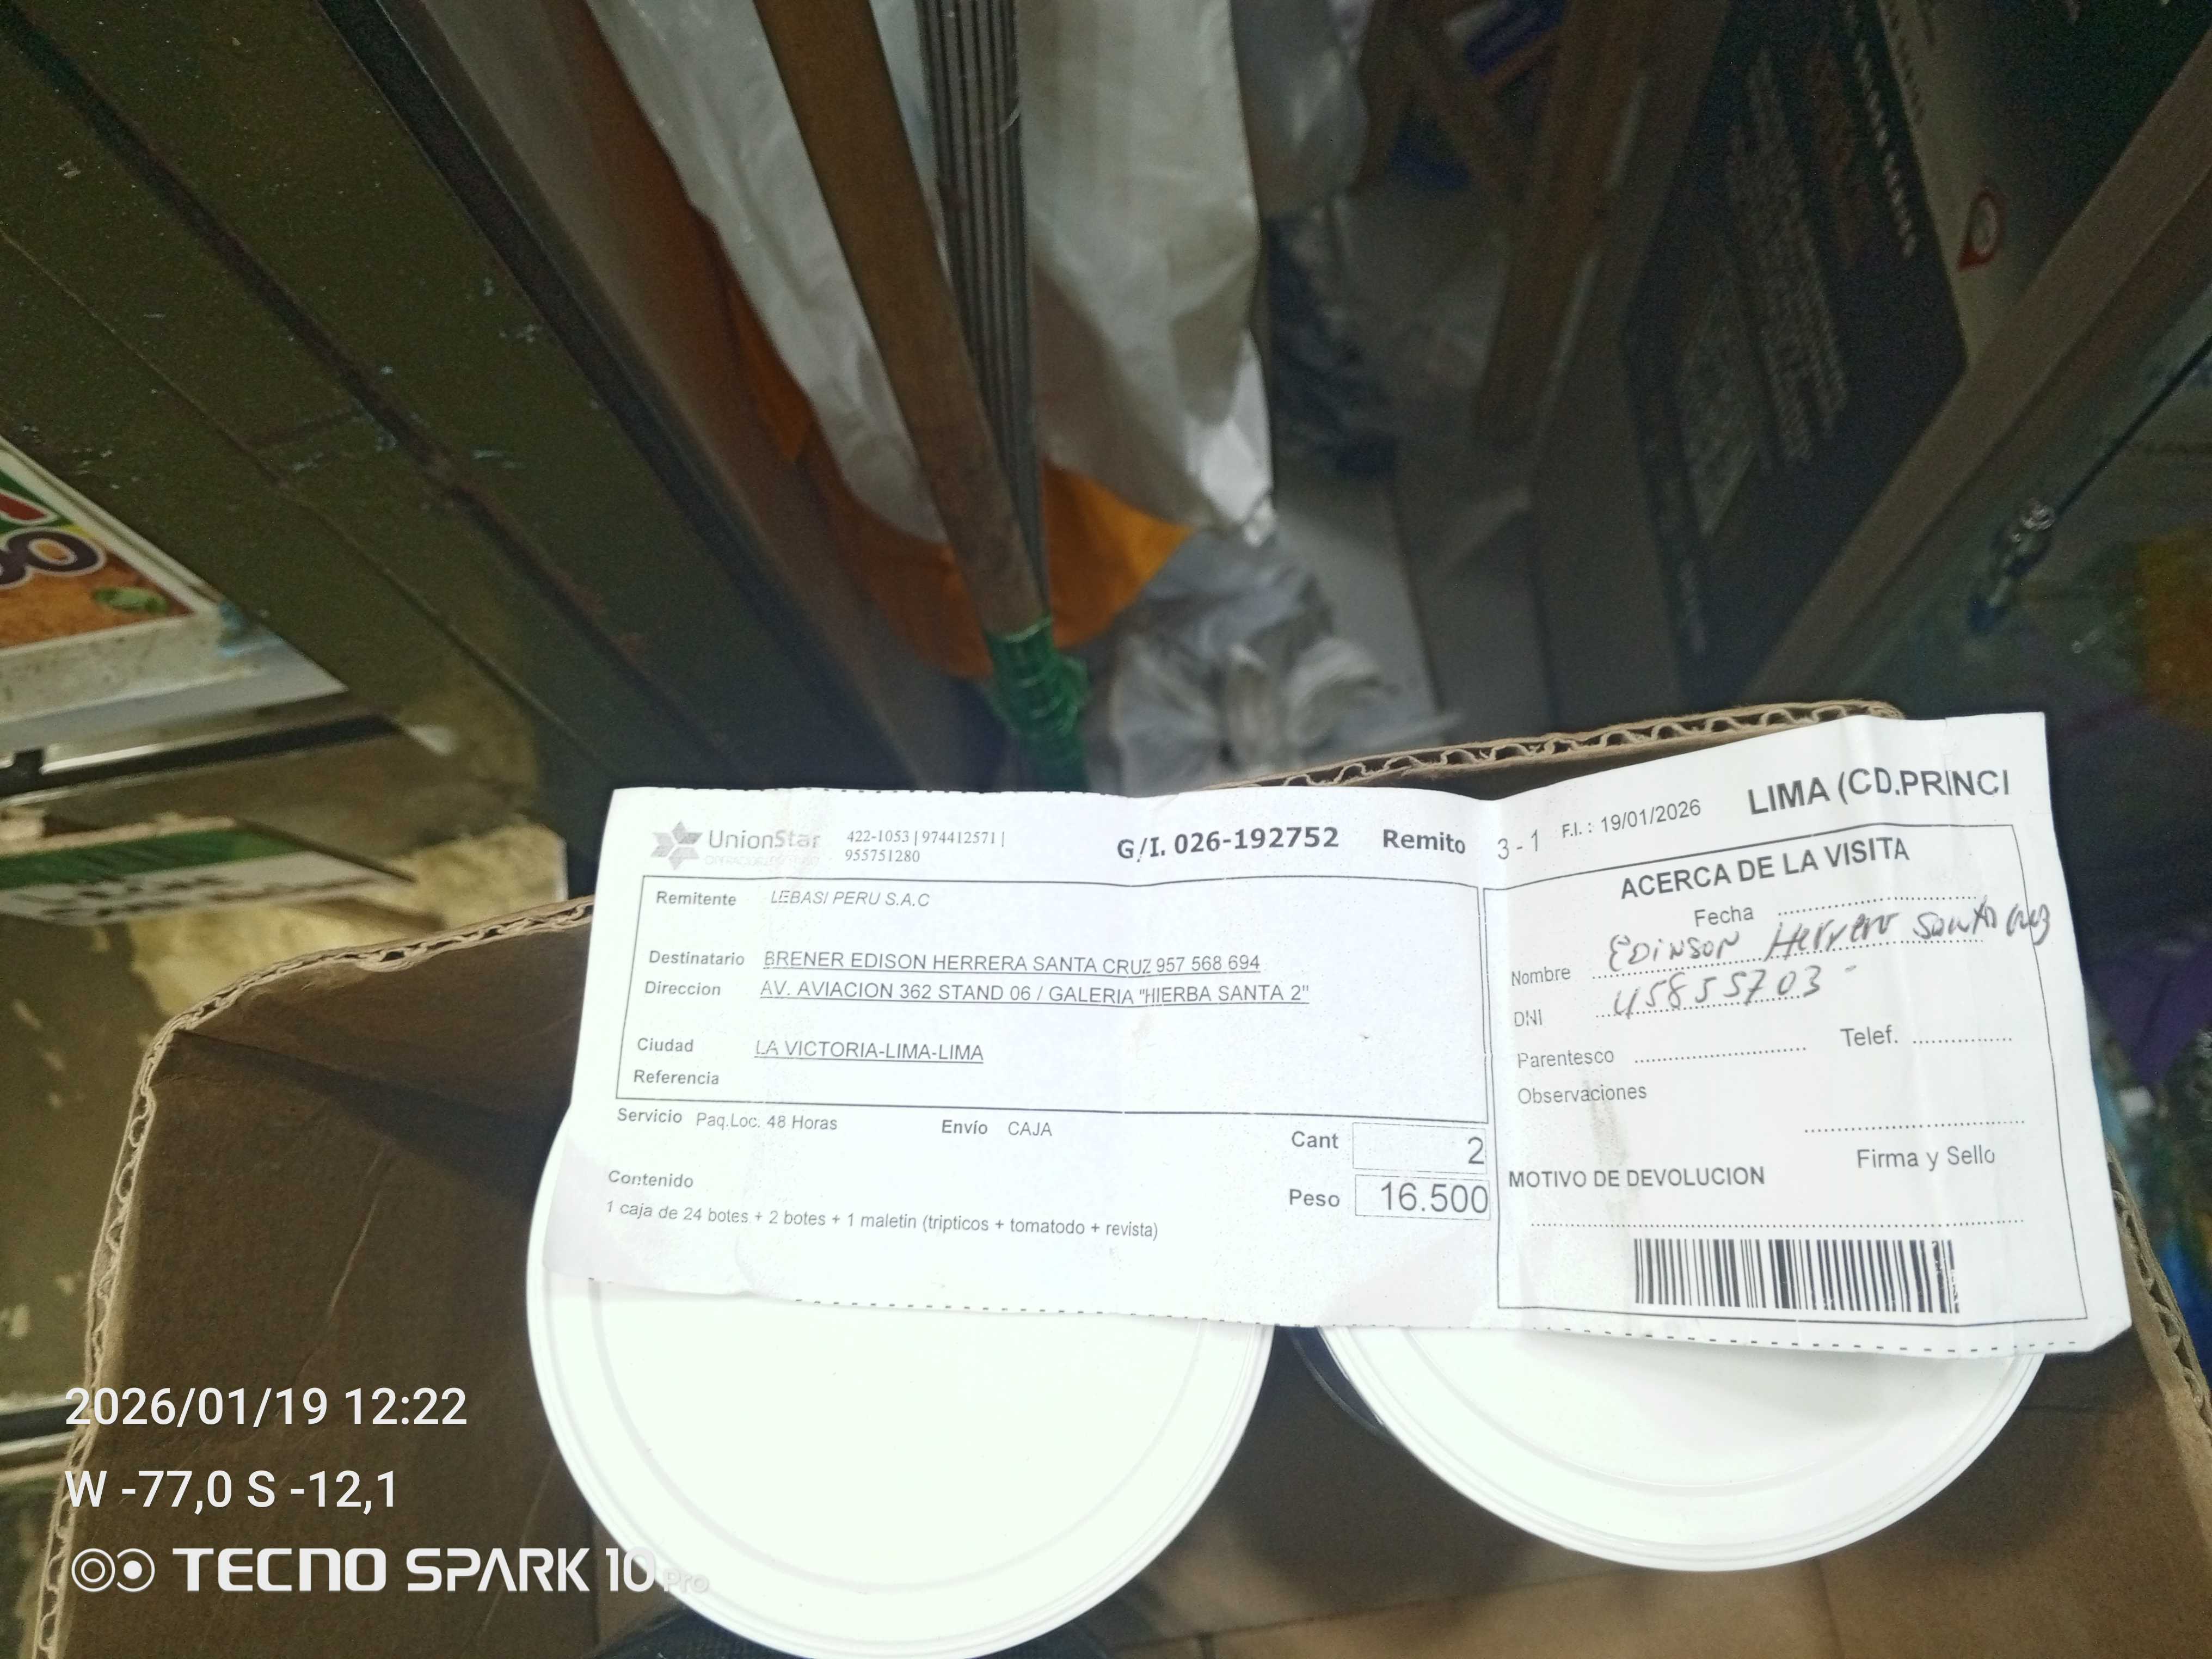 UnionStar
422-1053 | 974412571 |
955751280
G/I. 026-192752 Remito 3 - 1 F.I. : 19/01/2026 LIMA (CD.PRINCI
Remitente LEBASI PERU S.A.C
Destinatario BRENER EDISON HERRERA SANTA CRUZ 957 568 694
Direccion AV. AVIACION 362 STAND 06 / GALERIA "HIERBA SANTA 2"
Ciudad LA VICTORIA-LIMA-LIMA
Referencia
Servicio Paq.Loc. 48 Horas Envío CAJA
Cant 2
Peso 16.500
Contenido
1 caja de 24 botes + 2 botes + 1 maletin (tripticos + tomatodo + revista)
ACERCA DE LA VISITA
Fecha
Nombre EDINSON Herrera Santa Cruz
DNI 45855703
Parentesco Telef.
Observaciones
Firma y Sello
MOTIVO DE DEVOLUCION
2026/01/19 12:22
W -77,0 S -12,1
TECNO SPARK 10 Pro